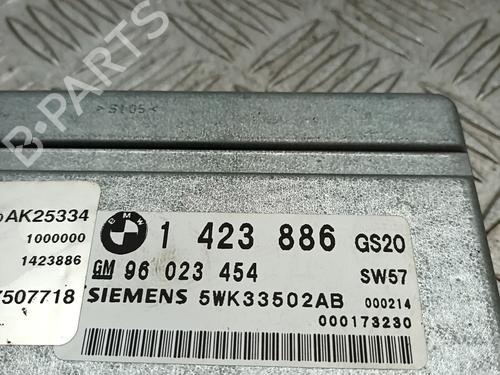 >SI05<
AK25334
1000000
1423886
7507718
BMW
1 423 886 GS20
GM 96 023 454 SW57
SIEMENS 5WK33502AB 000214
000173230
B-PARTS